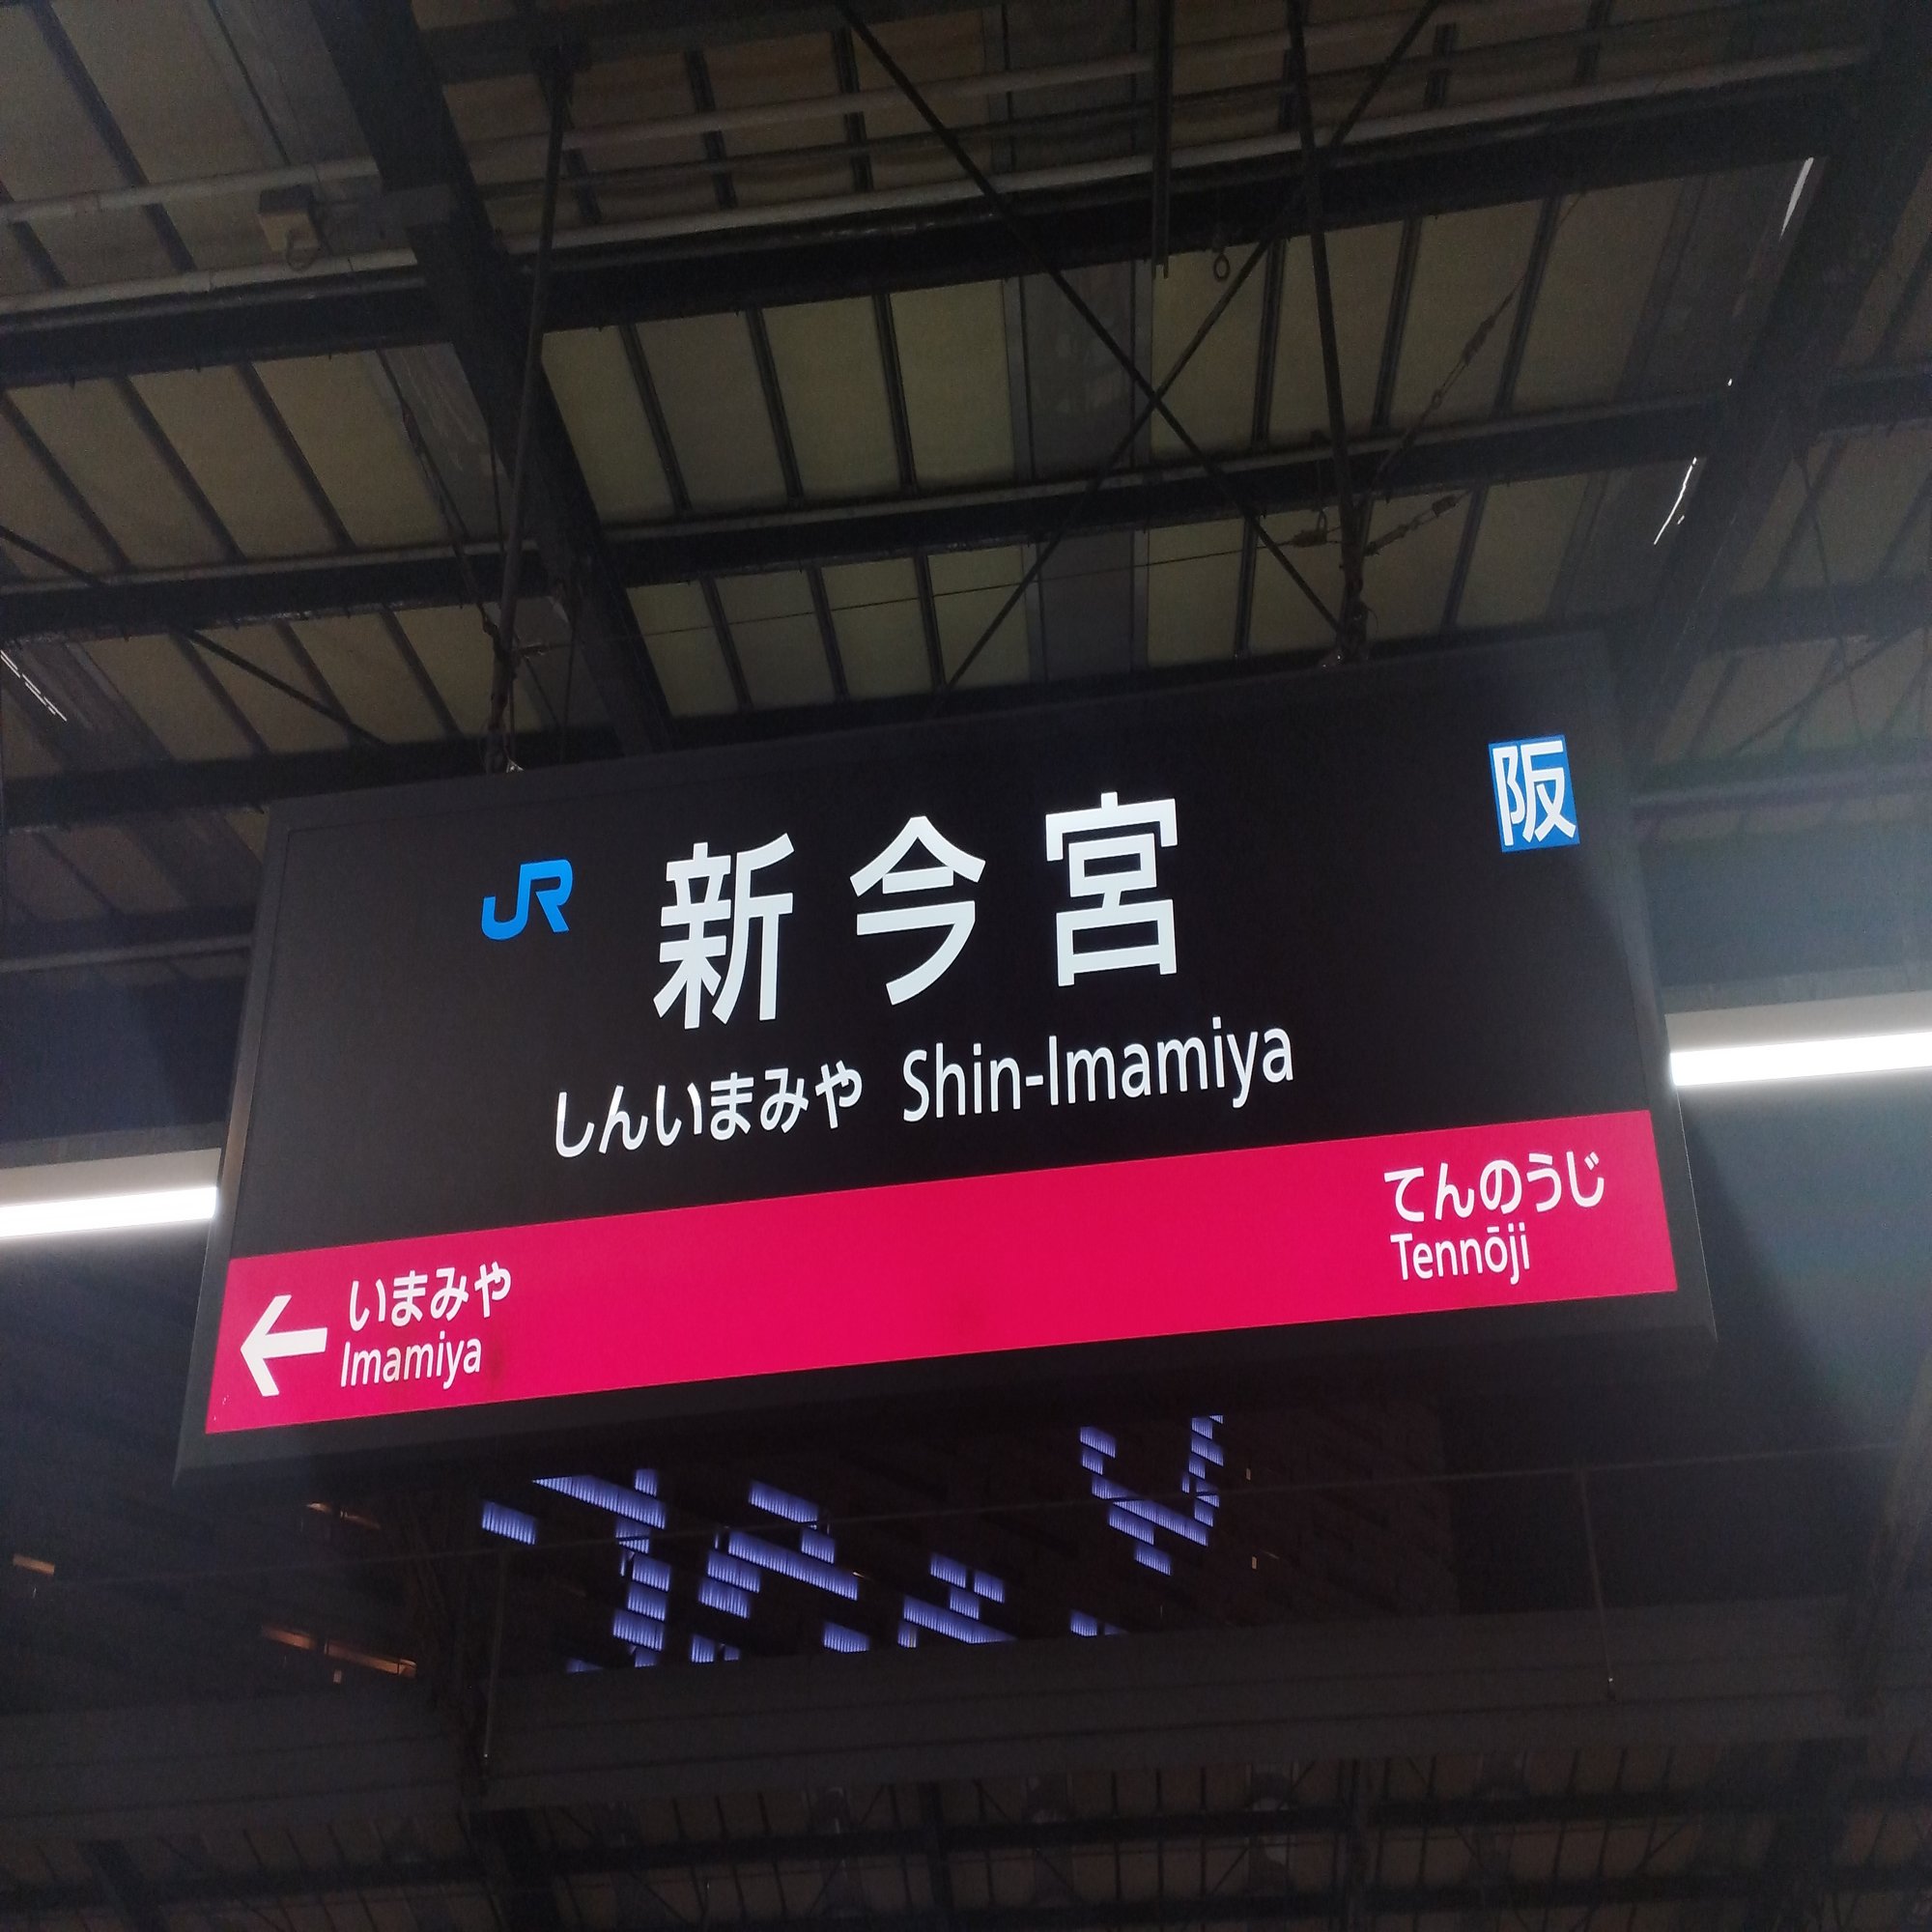 阪
JR 新今宮
しんいまみや Shin-Imamiya
てんのうじ
Tennōji
← いまみや
Imamiya